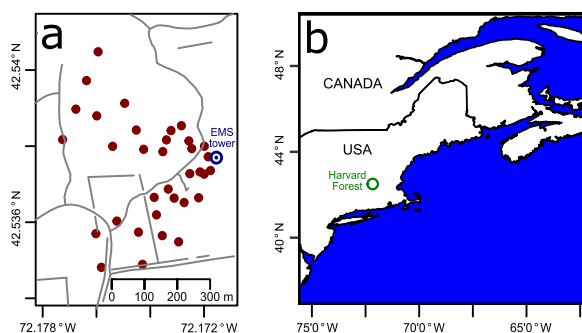 a
42.54° N
42.536° N
EMS
tower
0 100 200 300 m
72.178° W
72.172° W
b
48°N
44°N
40°N
CANADA
USA
Harvard
Forest
75°0' W
70°0' W
65°0' W